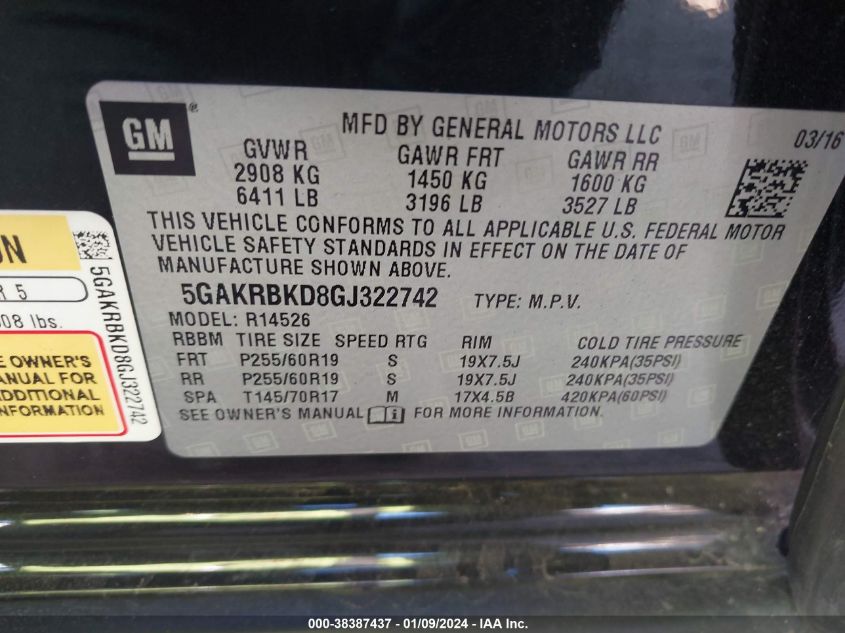 GM ®
MFD BY GENERAL MOTORS LLC
03/16
GVWR GAWR FRT GAWR RR
2908 KG 1450 KG 1600 KG
6411 LB 3196 LB 3527 LB
THIS VEHICLE CONFORMS TO ALL APPLICABLE U.S. FEDERAL MOTOR
VEHICLE SAFETY STANDARDS IN EFFECT ON THE DATE OF
MANUFACTURE SHOWN ABOVE.
5GAKRBKD8GJ322742 TYPE: M.P.V.
MODEL: R14526
RBBM TIRE SIZE SPEED RTG RIM COLD TIRE PRESSURE
FRT P255/60R19 S 19X7.5J 240KPA(35PSI)
RR P255/60R19 S 19X7.5J 240KPA(35PSI)
SPA T145/70R17 M 17X4.5B 420KPA(60PSI)
SEE OWNER'S MANUAL FOR MORE INFORMATION.
5
lbs.
OWNER'S
MANUAL FOR
ADDITIONAL
INFORMATION
5GAKRBKD8GJ322742
000-38387437 - 01/09/2024 - IAA Inc.